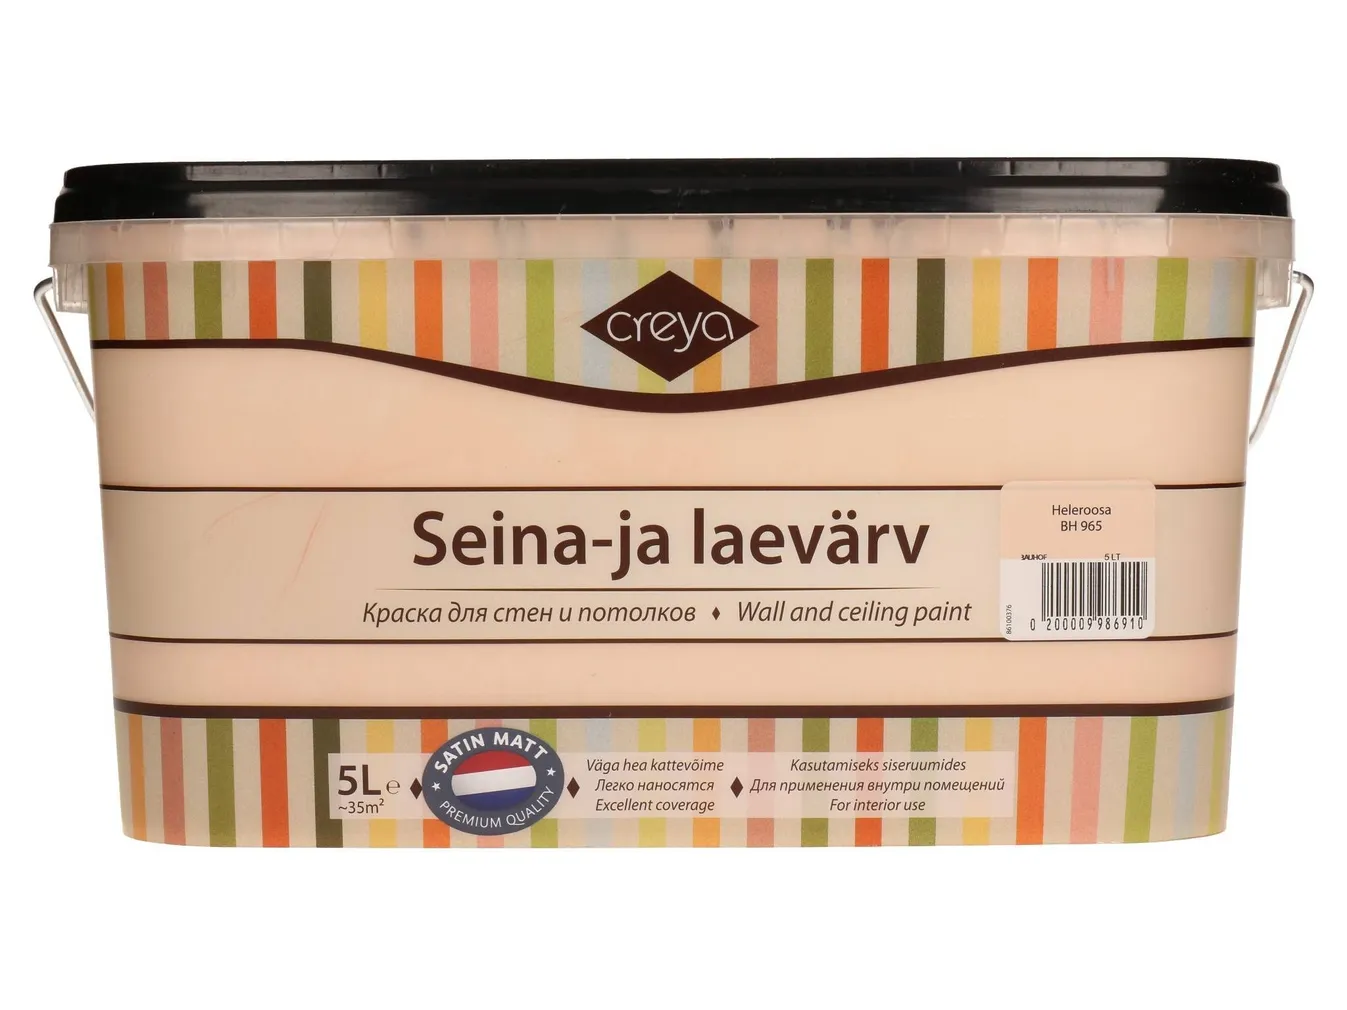 creya
Seina-ja laevärv
Краска для стен и потолков ♦ Wall and ceiling paint
Heleroosa
BH 965
BAUHOF 5 LT
86100376
0 200009 986910
5L e
~35m²
SATIN MATT
PREMIUM QUALITY
Väga hea kattevõime
Легко наносятся
Excellent coverage
Kasutamiseks siseruumides
Для применения внутри помещений
For interior use